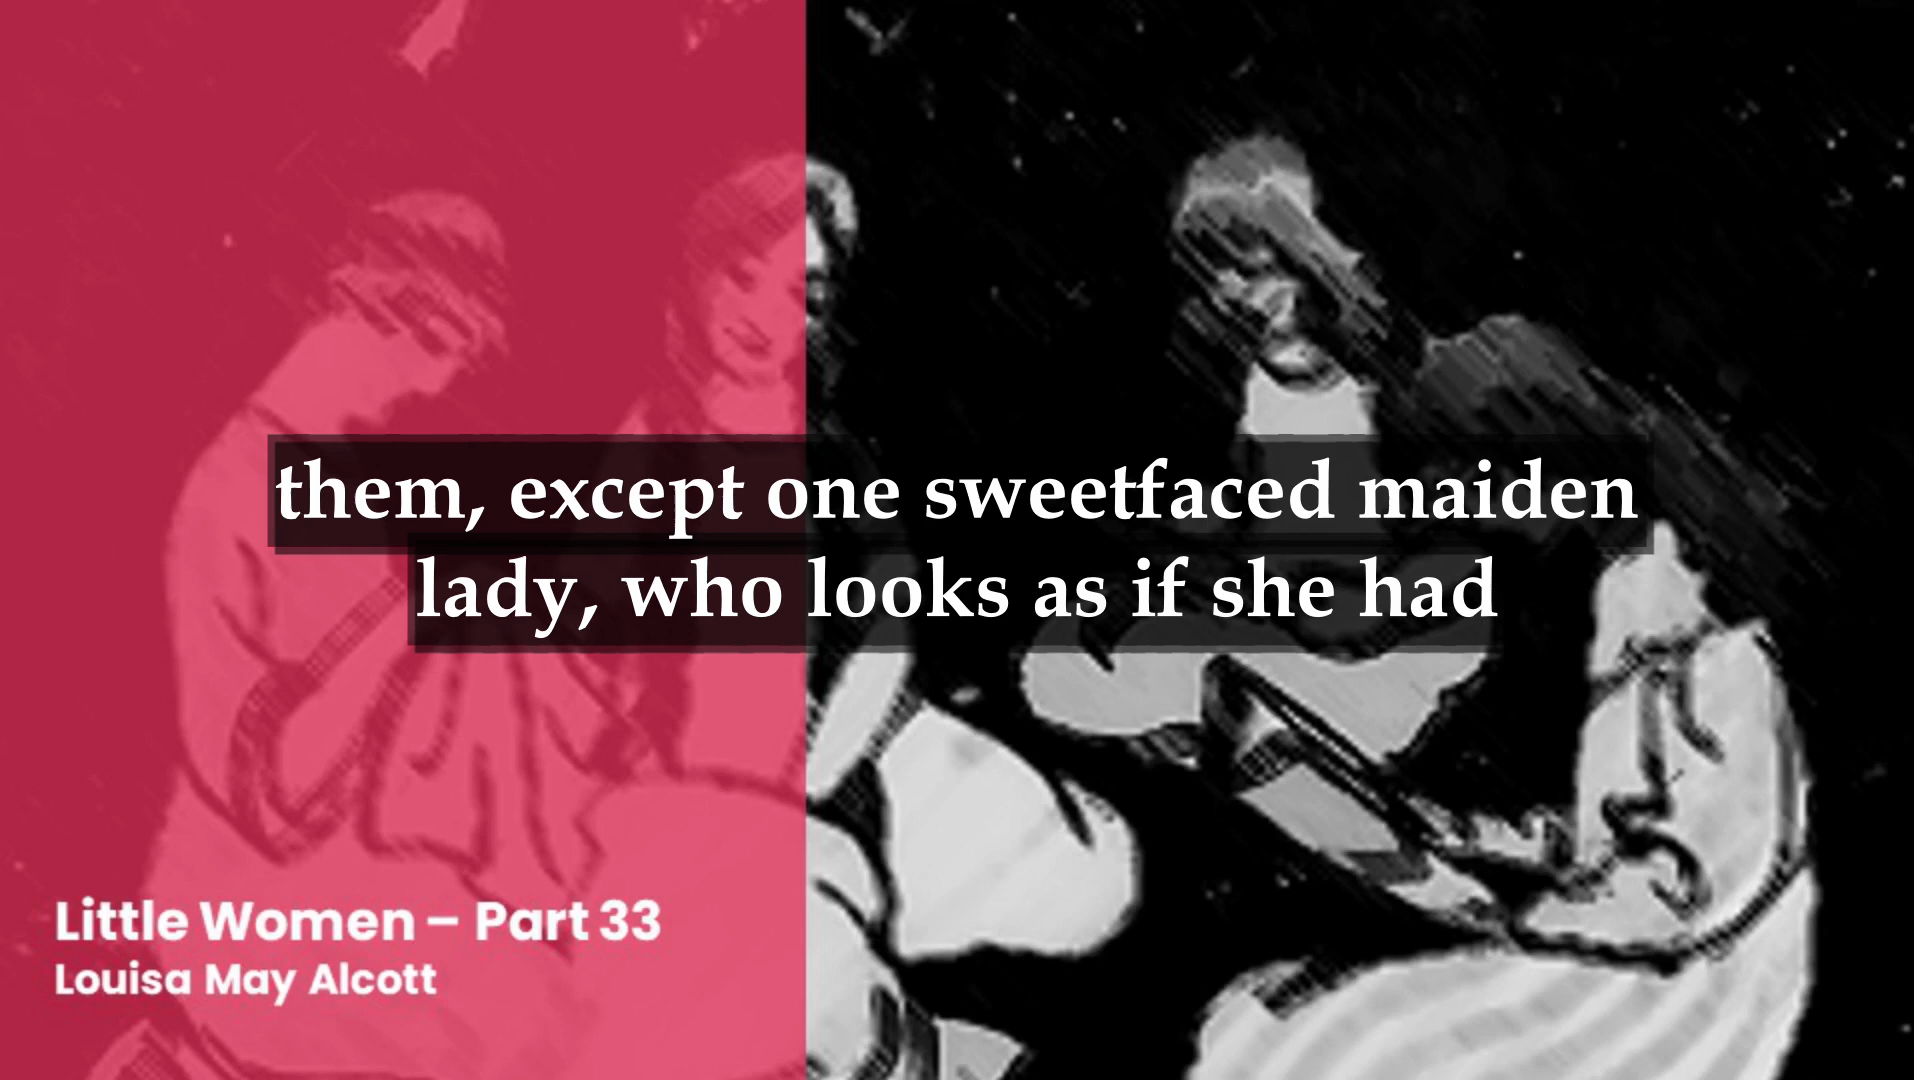 them, except one sweetfaced maiden
lady, who looks as if she had
Little Women – Part 33
Louisa May Alcott